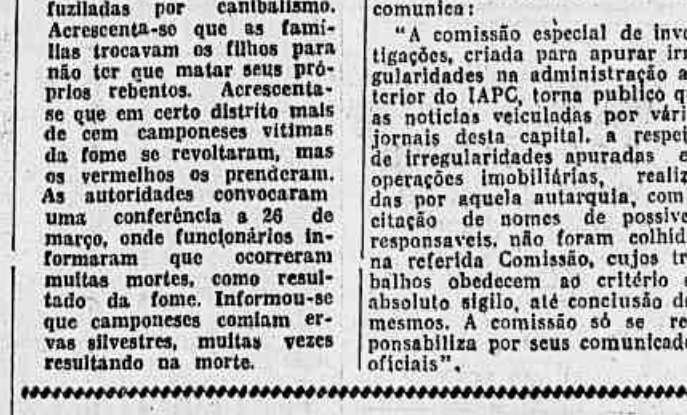 fuziladas por canibalismo.
Acrescenta-se que as famí-
lias trocavam os filhos para
não ter que matar seus pró-
prios rebentos. Acrescenta-
se que em certo distrito mais
de cem camponeses vitimas
da fome se revoltaram, mas
os vermelhos os prenderam.
As autoridades convocaram
uma conferência a 26 de
março, onde funcionários in-
formaram que ocorreram
muitas mortes, como resul-
tado da fome. Informou-se
que camponeses comiam er-
vas silvestres, muitas vezes
resultando na morte.
comunica:
"A comissão especial de inve
tigações, criada para apurar irr
gularidades na administração a
terior do IAPC, torna publico q
as noticias veiculadas por vári
jornais desta capital, a respei
de irregularidades apuradas e
operações imobiliárias, realiz
das por aquela autarquia, com
citação de nomes de possive
responsaveis, não foram colhid
na referida Comissão, cujos tr
balhos obedecem ao critério
absoluto sigilo, até conclusão d
mesmos. A comissão só se re
ponsabiliza por seus comunicad
oficiais".